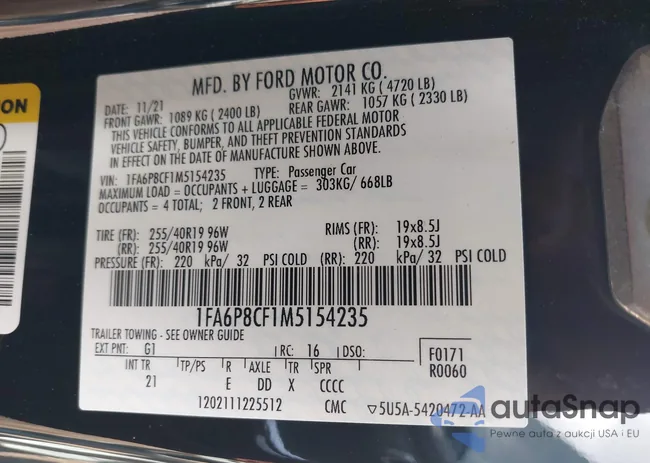 ION
MFD. BY FORD MOTOR CO.
DATE: 11/21 GVWR: 2141 KG ( 4720 LB)
FRONT GAWR: 1089 KG ( 2400 LB) REAR GAWR: 1057 KG ( 2330 LB)
THIS VEHICLE CONFORMS TO ALL APPLICABLE FEDERAL MOTOR
VEHICLE SAFETY, BUMPER, AND THEFT PREVENTION STANDARDS
IN EFFECT ON THE DATE OF MANUFACTURE SHOWN ABOVE.
VIN: 1FA6P8CF1M5154235 TYPE: Passenger Car
MAXIMUM LOAD = OCCUPANTS + LUGGAGE = 303KG/ 668LB
OCCUPANTS = 4 TOTAL; 2 FRONT, 2 REAR
TIRE (FR): 255/40R19 96W RIMS (FR): 19x8.5J
(RR): 255/40R19 96W (RR): 19x8.5J
PRESSURE (FR): 220 kPa/ 32 PSI COLD (RR): 220 kPa/ 32 PSI COLD
1FA6P8CF1M5154235
TRAILER TOWING - SEE OWNER GUIDE
EXT PNT: G1 RC: 16 DSO: F0171
INT TR TP/PS R AXLE TR SPR R0060
21 E DD X CCCC
1202111225512 CMC 5U5A-5420472-AA
autoSnap
Pewne auta z aukcji USA i EU